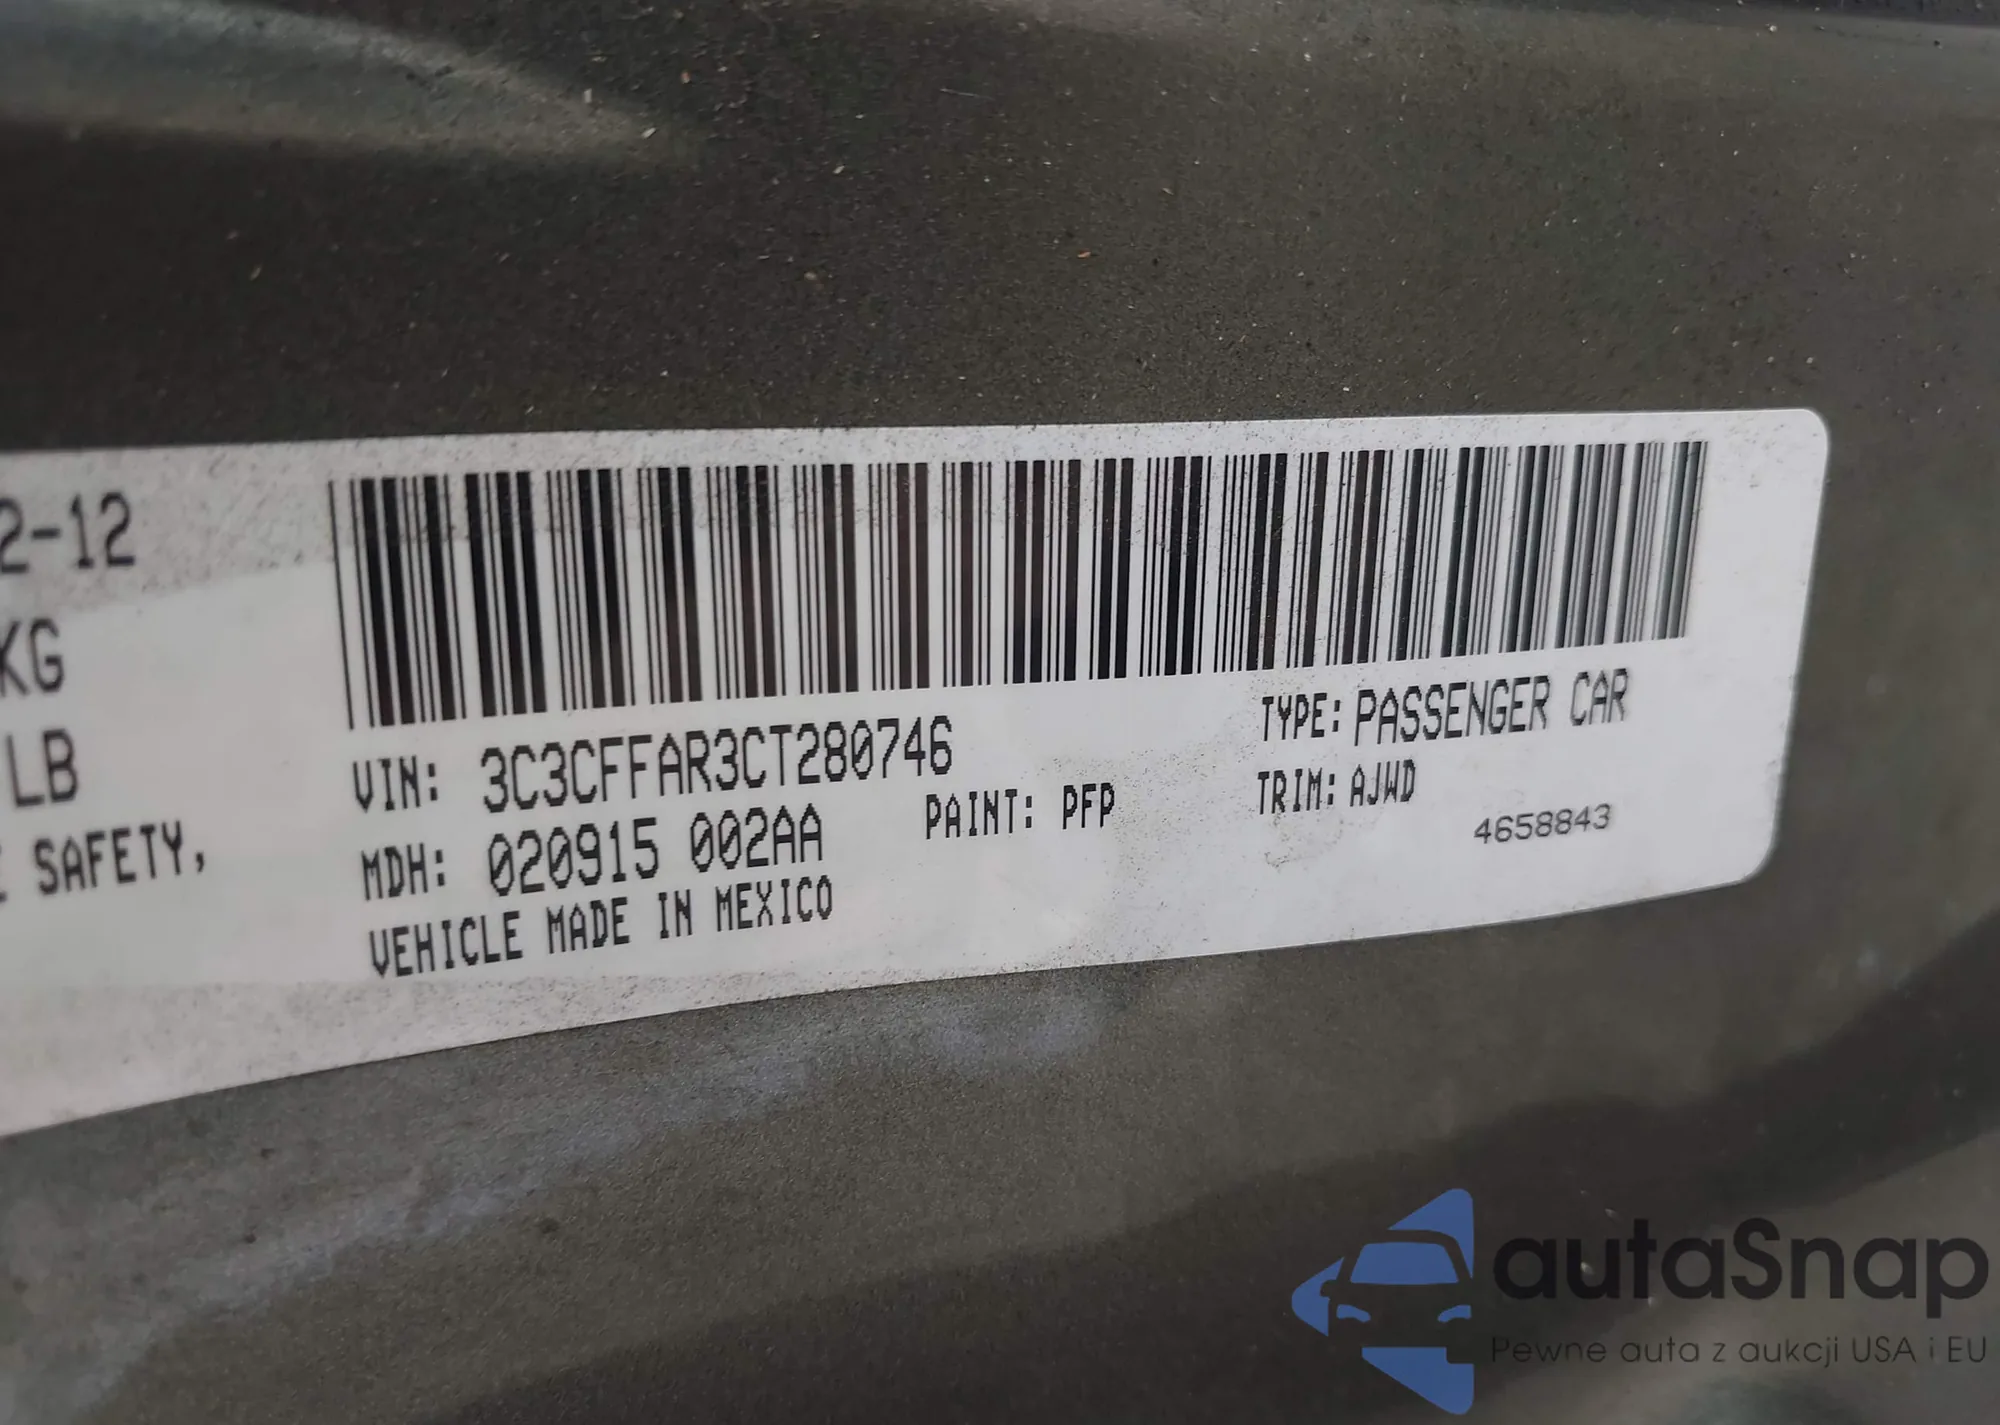 2-12
KG
LB
SAFETY,
VIN: 3C3CFFAR3CT280746
TYPE: PASSENGER CAR
MDH: 020915 002AA
PAINT: PFP
TRIM: AJWD
4658843
VEHICLE MADE IN MEXICO
autaSnap
Pewne auta z aukcji USA i EU